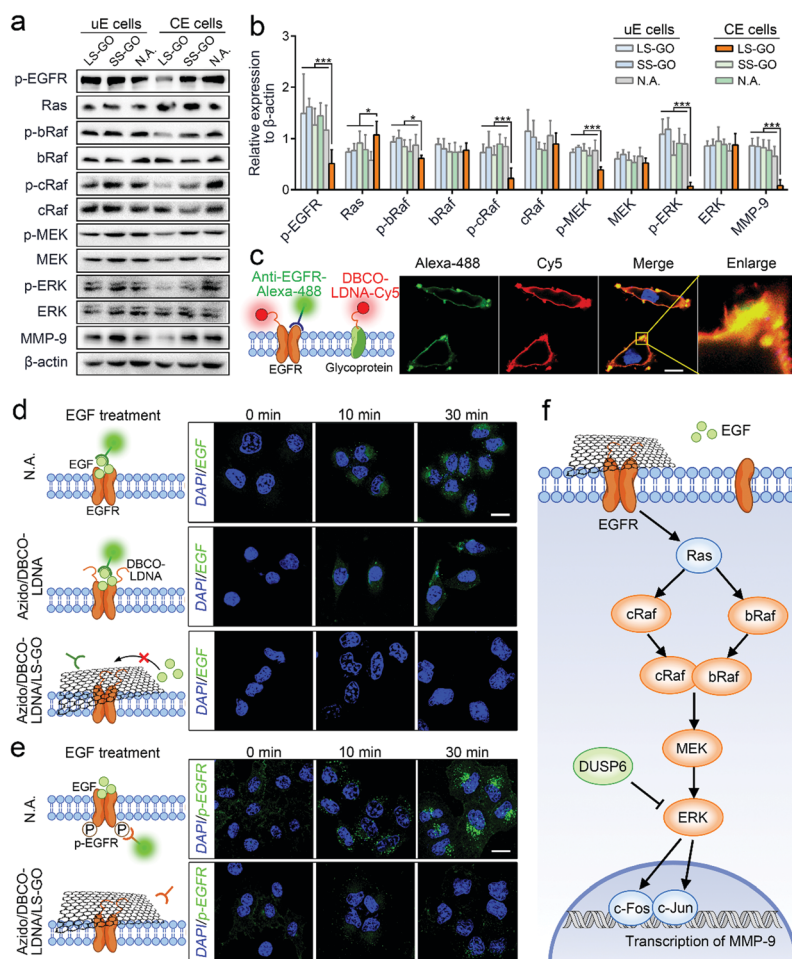 a
uE cells CE cells
LS-GO SS-GO N.A. LS-GO SS-GO N.A.
p-EGFR
Ras
p-bRaf
bRaf
p-cRaf
cRaf
p-MEK
MEK
p-ERK
ERK
MMP-9
β-actin
b
Relative expression
to β-actin
3
2
1
0
uE cells CE cells
LS-GO LS-GO
SS-GO SS-GO
N.A. N.A.
*** * * *** *** *** ***
p-EGFR Ras p-bRaf bRaf p-cRaf cRaf p-MEK MEK p-ERK ERK MMP-9
c
Anti-EGFR-
Alexa-488
DBCO-
LDNA-Cy5
EGFR
Glycoprotein
Alexa-488 Cy5 Merge Enlarge
d
EGF treatment 0 min 10 min 30 min
N.A.
EGF
EGFR
DAPI/EGF
Azido/DBCO-
LDNA
DBCO-
LDNA
DAPI/EGF
Azido/DBCO-
LDNA/LS-GO
DAPI/EGF
e
EGF treatment 0 min 10 min 30 min
N.A.
EGF
P P
p-EGFR
DAPI/p-EGFR
Azido/DBCO-
LDNA/LS-GO
DAPI/p-EGFR
f
EGF
EGFR
Ras
cRaf bRaf
cRaf bRaf
MEK
DUSP6
ERK
c-Fos c-Jun
Transcription of MMP-9